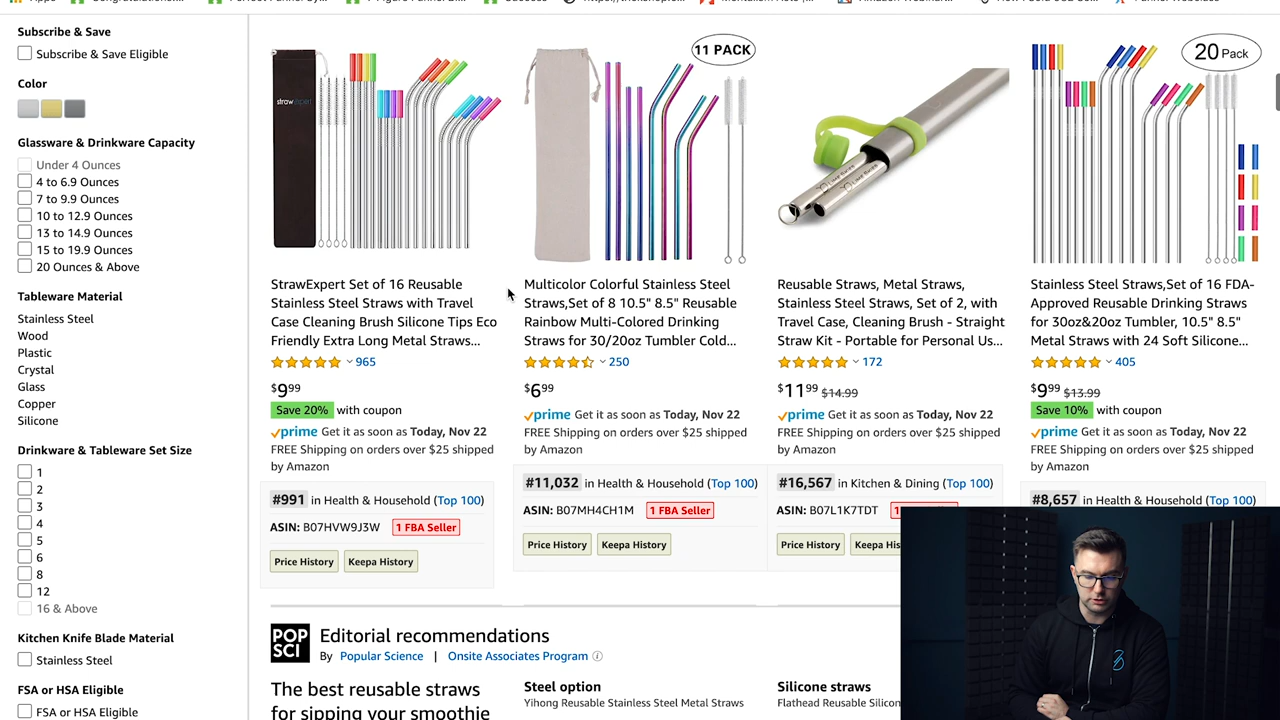 Apps
Subscribe & Save
Subscribe & Save Eligible
Color
Glassware & Drinkware Capacity
Under 4 Ounces
4 to 6.9 Ounces
7 to 9.9 Ounces
10 to 12.9 Ounces
13 to 14.9 Ounces
15 to 19.9 Ounces
20 Ounces & Above
Tableware Material
Stainless Steel
Wood
Plastic
Crystal
Glass
Copper
Silicone
Drinkware & Tableware Set Size
1
2
3
4
5
6
8
12
16 & Above
Kitchen Knife Blade Material
Stainless Steel
FSA or HSA Eligible
FSA or HSA Eligible
strawexpert
StrawExpert Set of 16 Reusable
Stainless Steel Straws with Travel
Case Cleaning Brush Silicone Tips Eco
Friendly Extra Long Metal Straws...
965
$9.99
Save 20% with coupon
prime Get it as soon as Today, Nov 22
FREE Shipping on orders over $25 shipped
by Amazon
#991 in Health & Household (Top 100)
ASIN: B07HVW9J3W 1 FBA Seller
Price History Keepa History
11 PACK
Multicolor Colorful Stainless Steel
Straws,Set of 8 10.5" 8.5" Reusable
Rainbow Multi-Colored Drinking
Straws for 30/20oz Tumbler Cold...
250
$6.99
prime Get it as soon as Today, Nov 22
FREE Shipping on orders over $25 shipped
by Amazon
#11,032 in Health & Household (Top 100)
ASIN: B07MH4CH1M 1 FBA Seller
Price History Keepa History
Reusable Straws, Metal Straws,
Stainless Steel Straws, Set of 2, with
Travel Case, Cleaning Brush - Straight
Straw Kit - Portable for Personal Us...
172
$11.99 $14.99
prime Get it as soon as Today, Nov 22
FREE Shipping on orders over $25 shipped
by Amazon
#16,567 in Kitchen & Dining (Top 100)
ASIN: B07L1K7TDT 1
Price History Keepa His
20 Pack
Stainless Steel Straws,Set of 16 FDA-
Approved Reusable Drinking Straws
for 30oz&20oz Tumbler, 10.5" 8.5"
Metal Straws with 24 Soft Silicone...
405
$9.99 $13.99
Save 10% with coupon
prime Get it as soon as Today, Nov 22
FREE Shipping on orders over $25 shipped
by Amazon
#8,657 in Health & Household (Top 100)
POP
SCI
Editorial recommendations
By Popular Science | Onsite Associates Program
The best reusable straws
for sipping your smoothie
Steel option
Yihong Reusable Stainless Steel Metal Straws
Silicone straws
Flathead Reusable Silicon